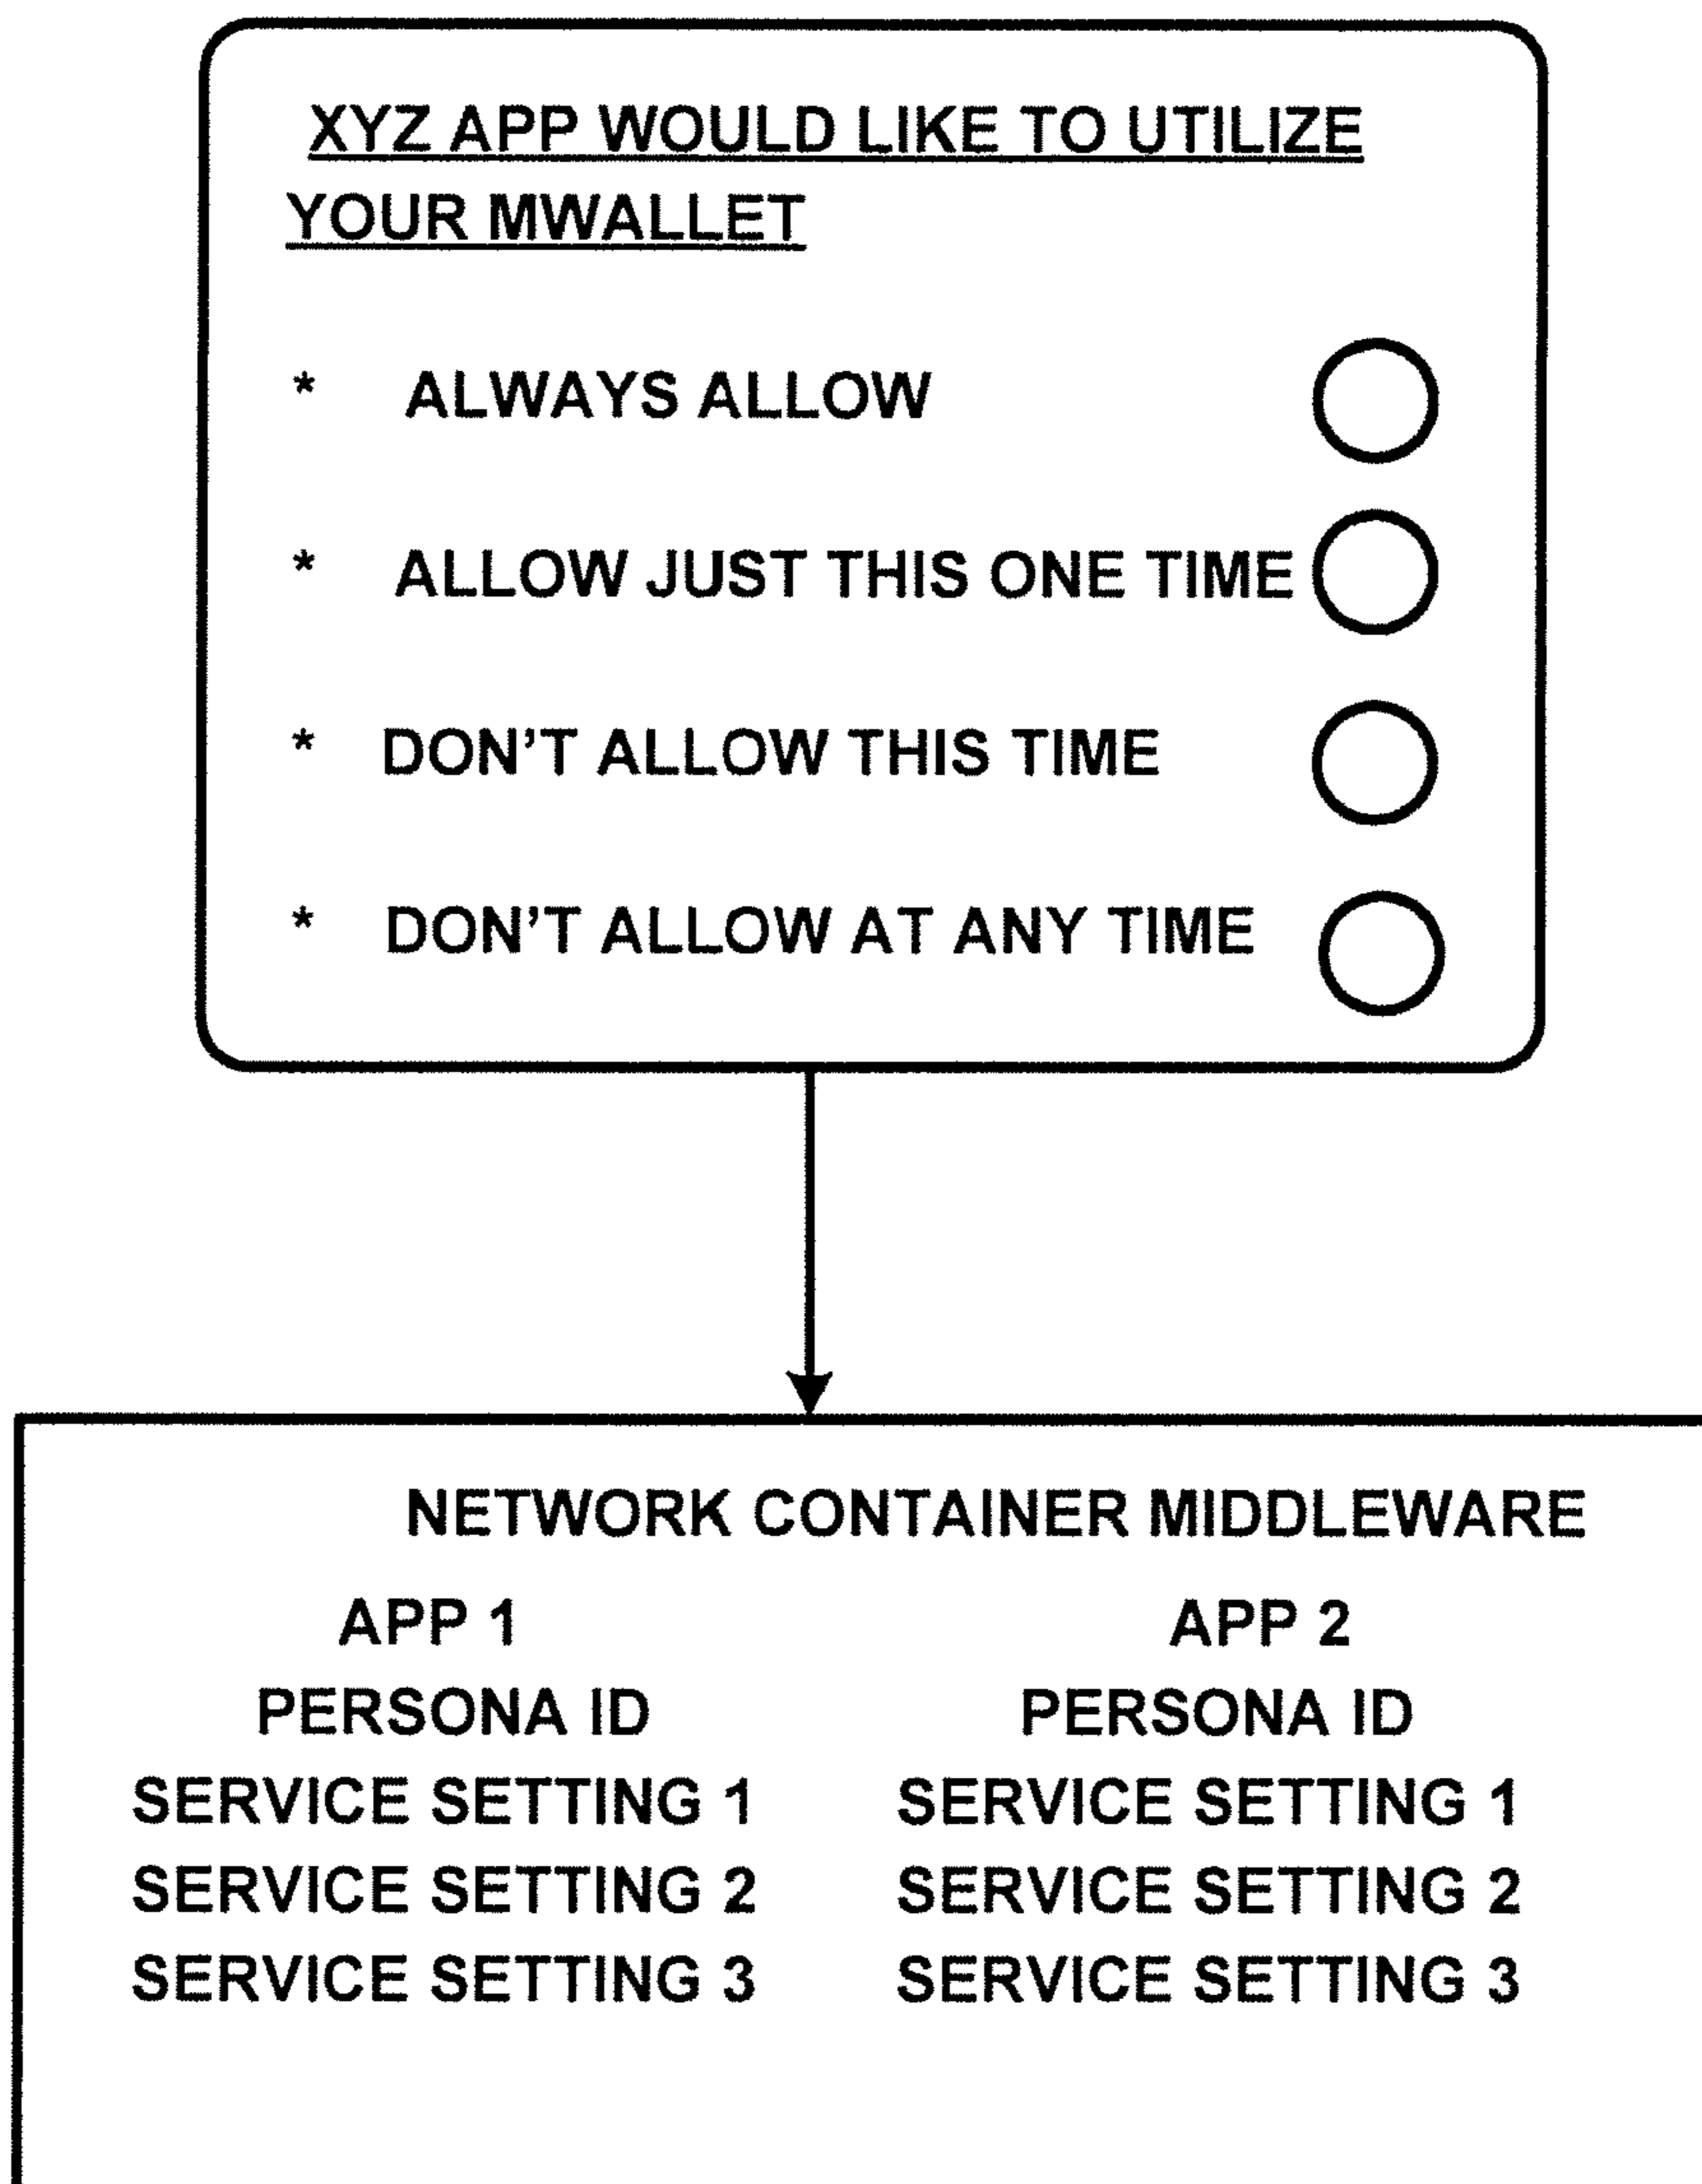 XYZ APP WOULD LIKE TO UTILIZE
YOUR MWALLET
* ALWAYS ALLOW
* ALLOW JUST THIS ONE TIME
* DON'T ALLOW THIS TIME
* DON'T ALLOW AT ANY TIME
NETWORK CONTAINER MIDDLEWARE
APP 1 APP 2
PERSONA ID PERSONA ID
SERVICE SETTING 1 SERVICE SETTING 1
SERVICE SETTING 2 SERVICE SETTING 2
SERVICE SETTING 3 SERVICE SETTING 3